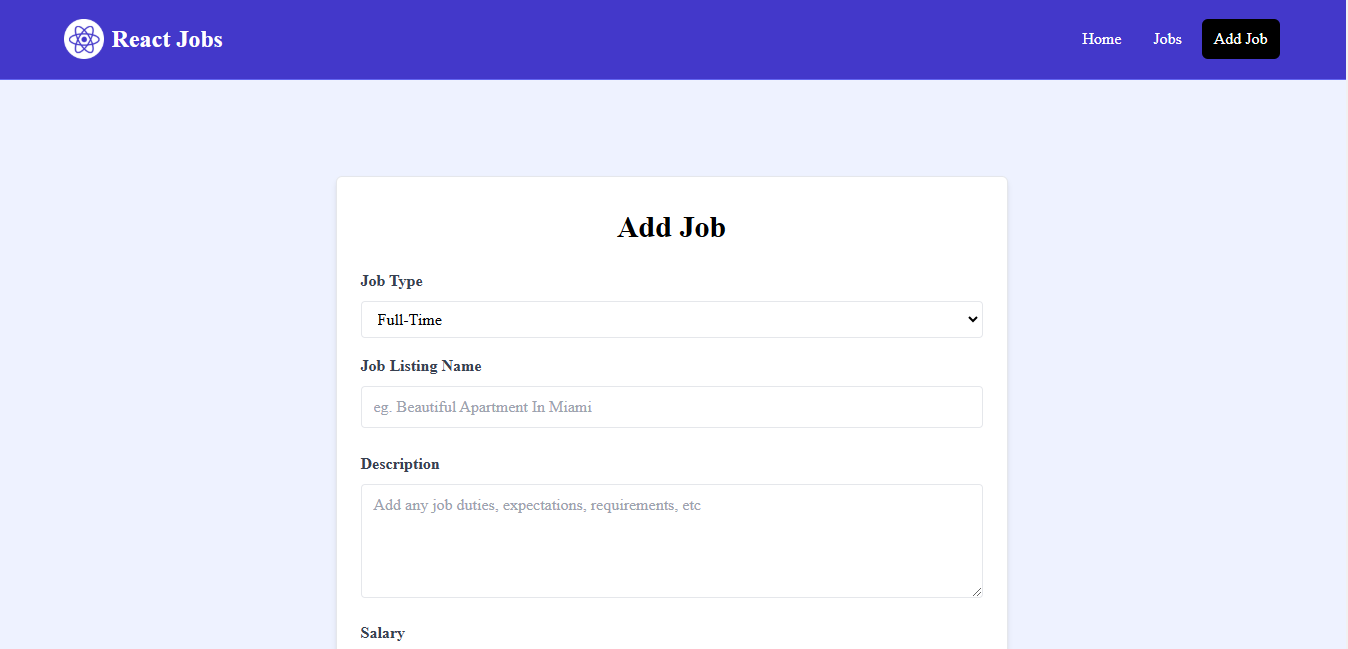 React Jobs
Home Jobs Add Job
Add Job
Job Type
Full-Time
Job Listing Name
eg. Beautiful Apartment In Miami
Description
Add any job duties, expectations, requirements, etc
Salary